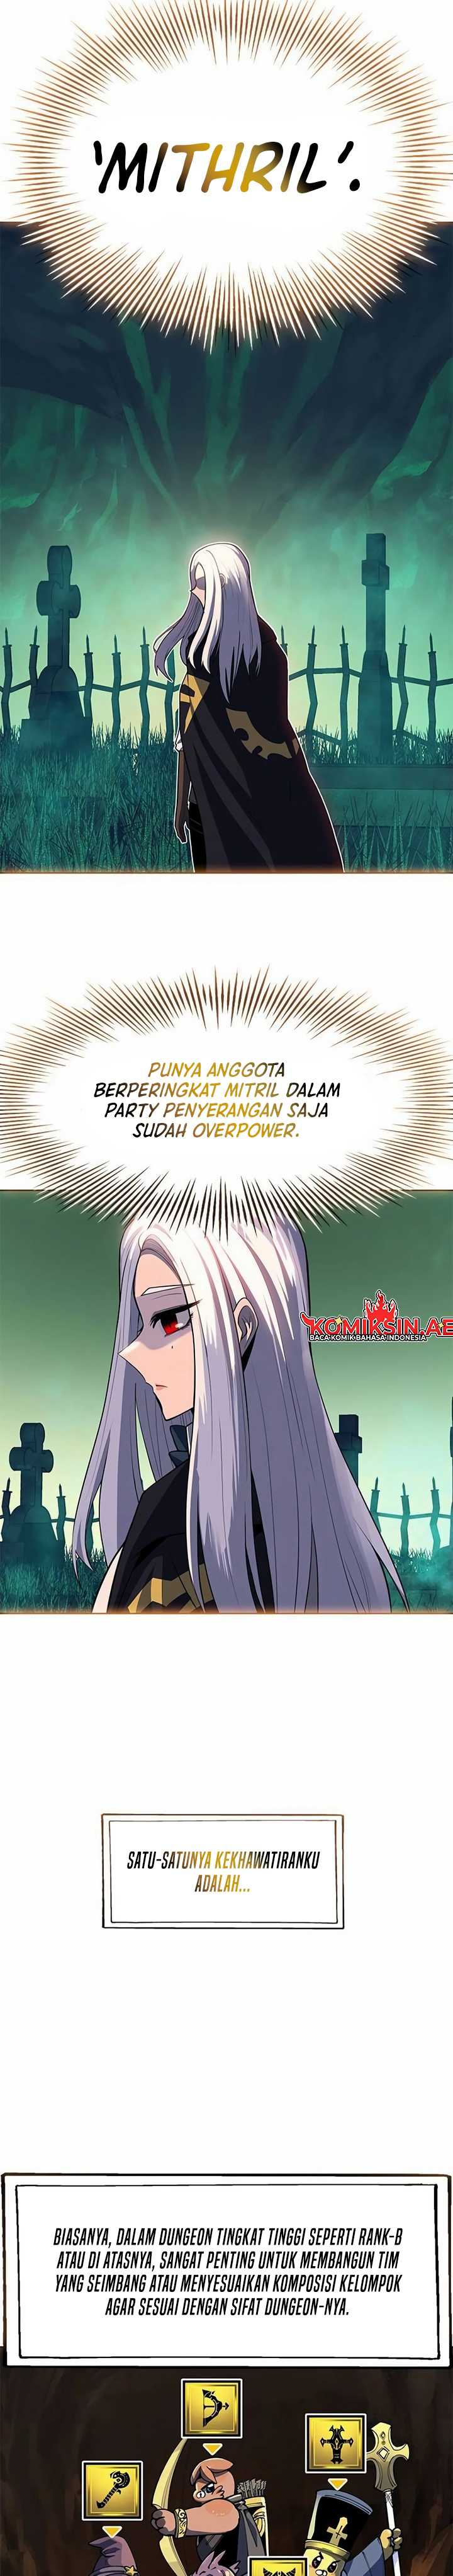 'MITHRIL'.
PUNYA ANGGOTA
BERPERINGKAT MITRIL DALAM
PARTY PENYERANGAN SAJA
SUDAH OVERPOWER.
KOMIKSIN.AE
BACA KOMIK BAHASA INDONESIA
SATU-SATUNYA KEKHAWATIRANKU
ADALAH...
BIASANYA, DALAM DUNGEON TINGKAT TINGGI SEPERTI RANK-B
ATAU DI ATASNYA, SANGAT PENTING UNTUK MEMBANGUN TIM
YANG SEIMBANG ATAU MENYESUAIKAN KOMPOSISI KELOMPOK
AGAR SESUAI DENGAN SIFAT DUNGEON-NYA.